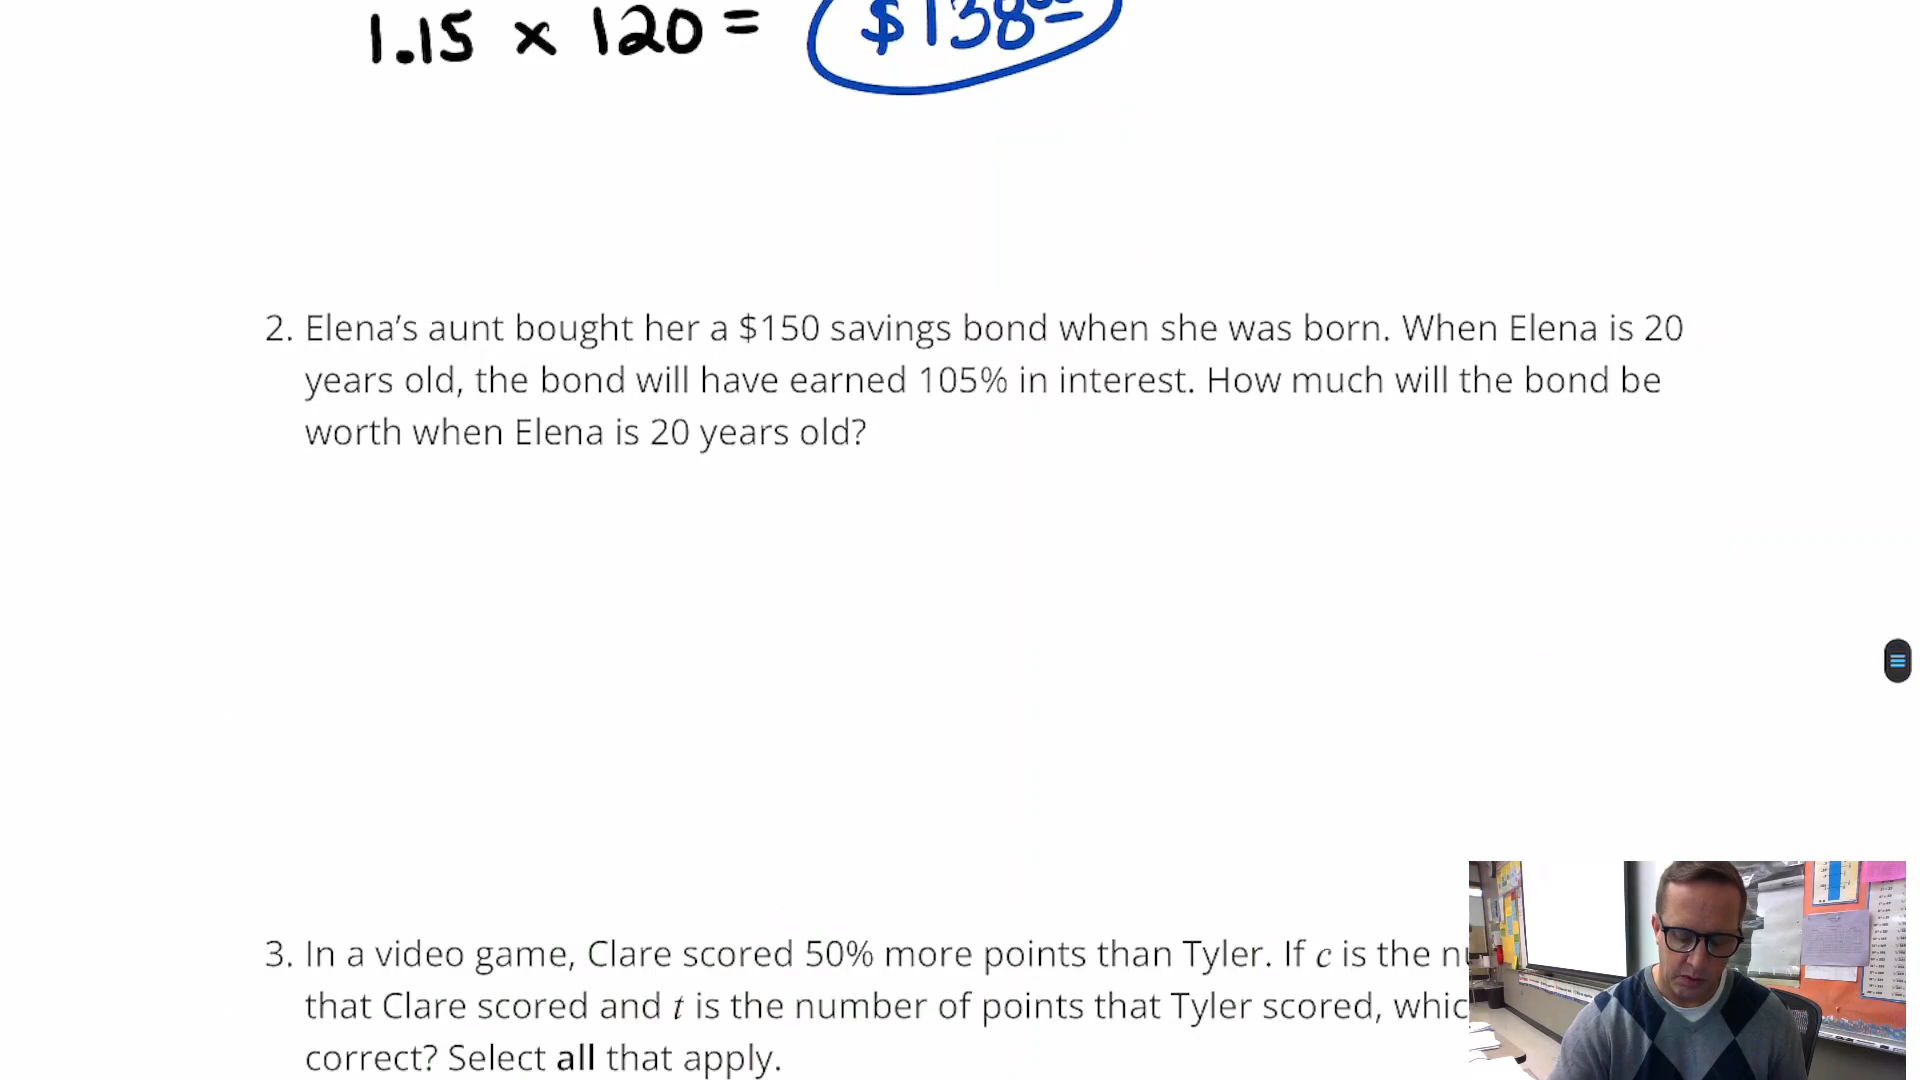 1.15 x 120 = $138.00
2. Elena's aunt bought her a $150 savings bond when she was born. When Elena is 20
years old, the bond will have earned 105% in interest. How much will the bond be
worth when Elena is 20 years old?
3. In a video game, Clare scored 50% more points than Tyler. If c is the
that Clare scored and t is the number of points that Tyler scored,
correct? Select all that apply.